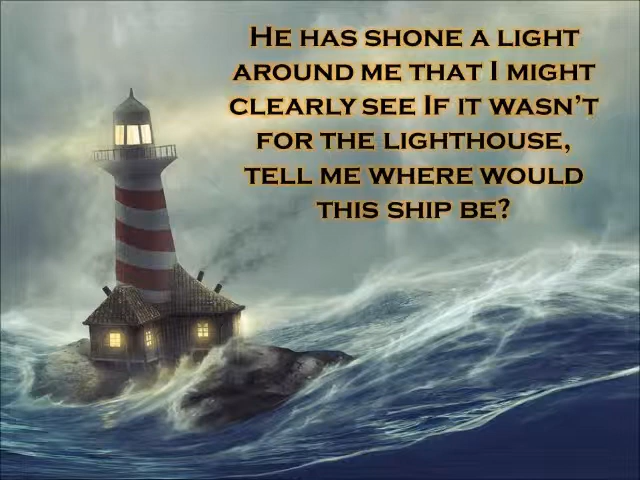 He has shone a light
around me that I might
clearly see If it wasn't
for the lighthouse,
tell me where would
this ship be?